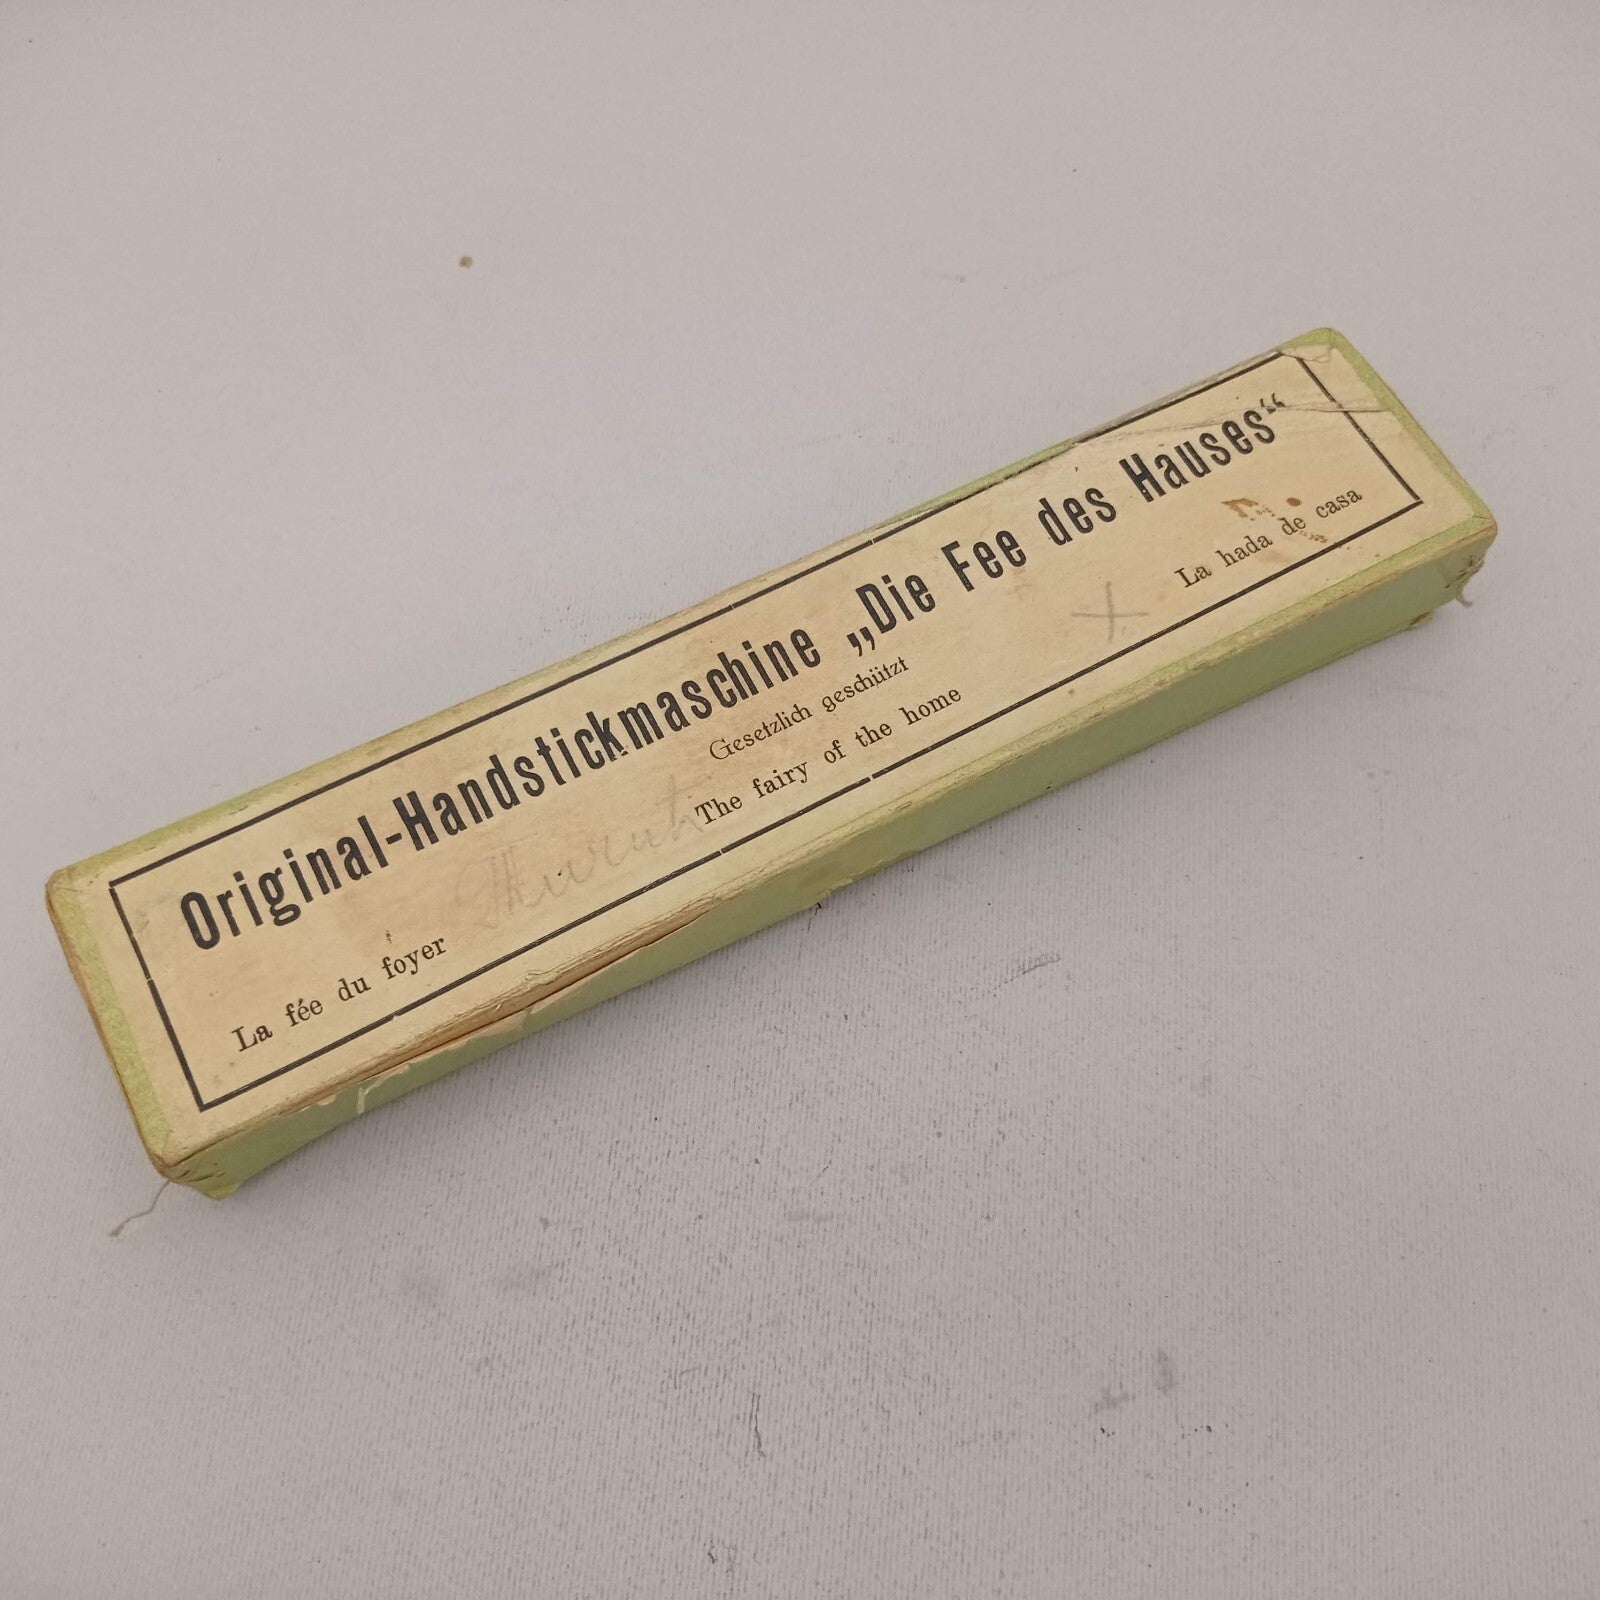 Original-Handstickmaschine „Die Fee des Hauses“
Gesetzlich geschützt
La fée du foyer The fairy of the home La hada de casa